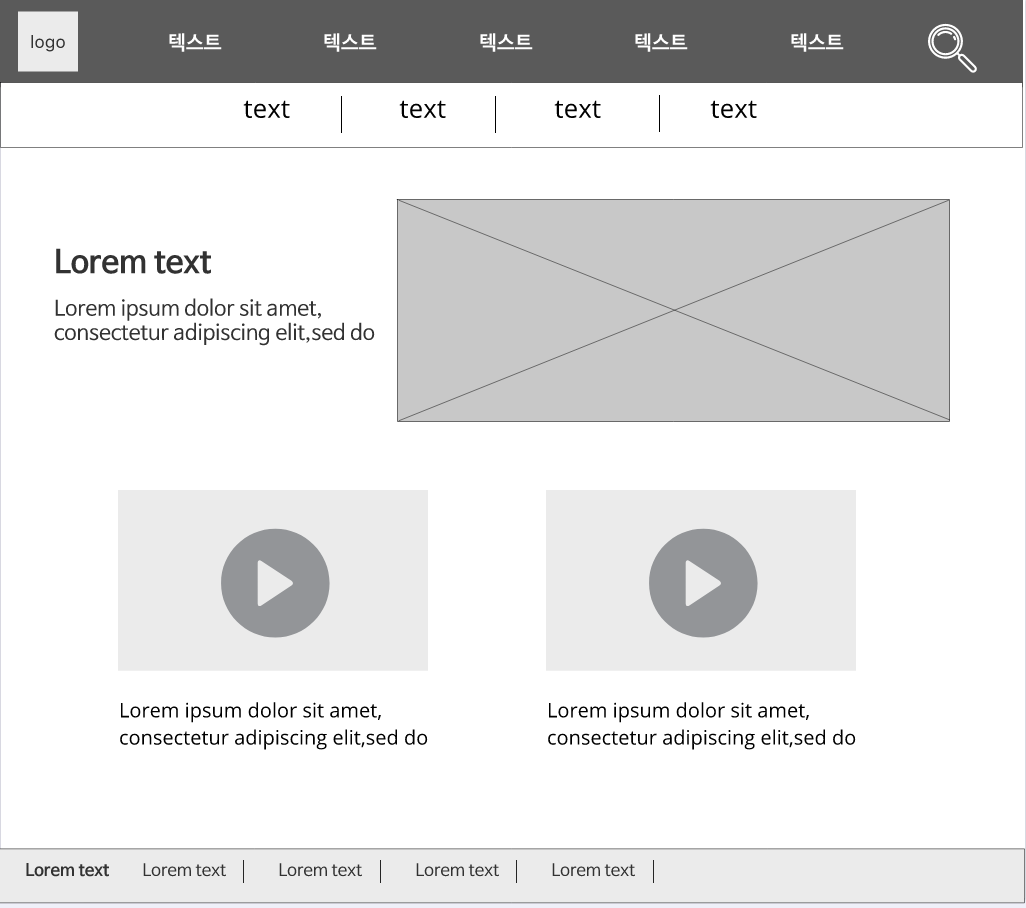 logo
텍스트 텍스트 텍스트 텍스트 텍스트
text text text text
Lorem text
Lorem ipsum dolor sit amet,
consectetur adipiscing elit,sed do
Lorem ipsum dolor sit amet,
consectetur adipiscing elit,sed do
Lorem ipsum dolor sit amet,
consectetur adipiscing elit,sed do
Lorem text Lorem text Lorem text Lorem text Lorem text